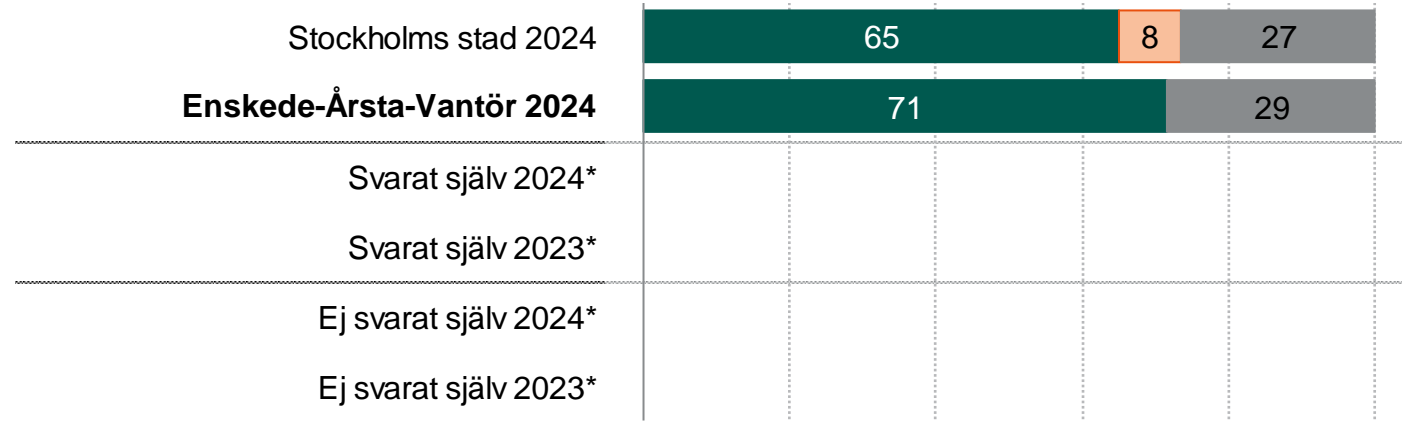 Stockholms stad 2024 65 8 27
Enskede-Årsta-Vantör 2024 71 29
Svarat själv 2024*
Svarat själv 2023*
Ej svarat själv 2024*
Ej svarat själv 2023*